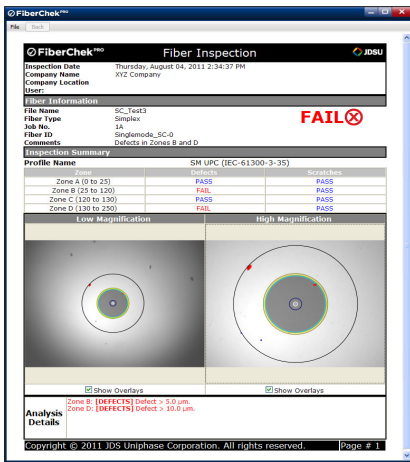 FiberChek PRO
File Back
FiberChek PRO Fiber Inspection JDSU
Inspection Date Thursday, August 04, 2011 2:34:37 PM
Company Name XYZ Company
Company Location
User:
Fiber Information
File Name SC_Test3
Fiber Type Simplex
Job No. 1A
Fiber ID Singlemode_SC-0
Comments Defects in Zones B and D
FAIL
Inspection Summary
Profile Name SM UPC (IEC-61300-3-35)
Zone Defects Scratches
Zone A (0 to 25) PASS PASS
Zone B (25 to 120) FAIL PASS
Zone C (120 to 130) PASS PASS
Zone D (130 to 250) FAIL PASS
Low Magnification High Magnification
Show Overlays Show Overlays
Analysis Details
Zone B: [DEFECTS] Defect > 5.0 µm.
Zone D: [DEFECTS] Defect > 10.0 µm.
Copyright © 2011 JDS Uniphase Corporation. All rights reserved. Page # 1